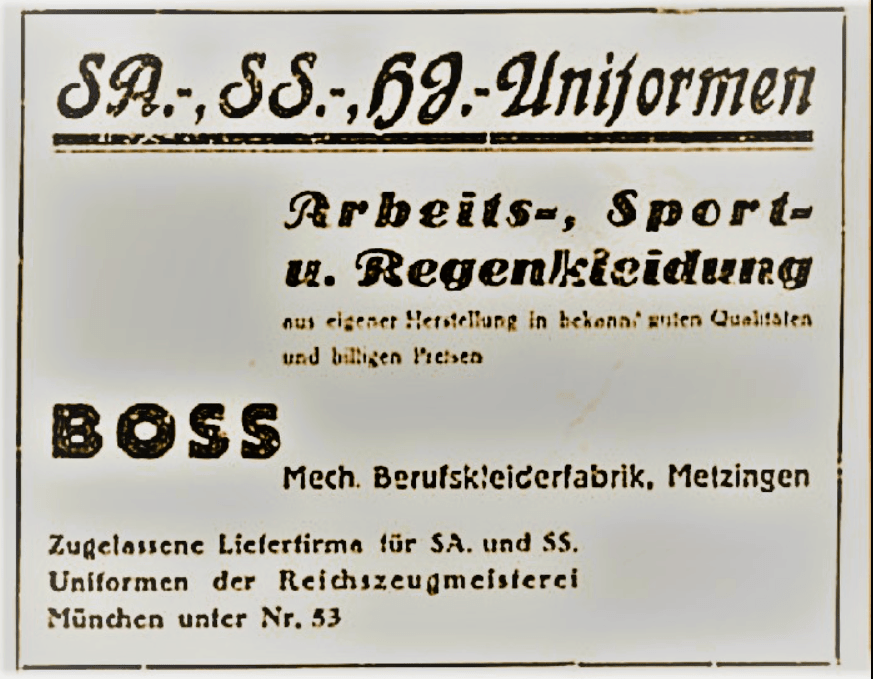 SA.-, SS.-, HJ.-Uniformen
Arbeits-, Sport-
u. Regenkleidung
aus eigener Herstellung in bekannt guten Qualitäten
und billigen Preisen
BOSS
Mech. Berufskleiderfabrik, Metzingen
Zugelassene Lieferfirma für SA. und SS.
Uniformen der Reichszeugmeisterei
München unter Nr. 53